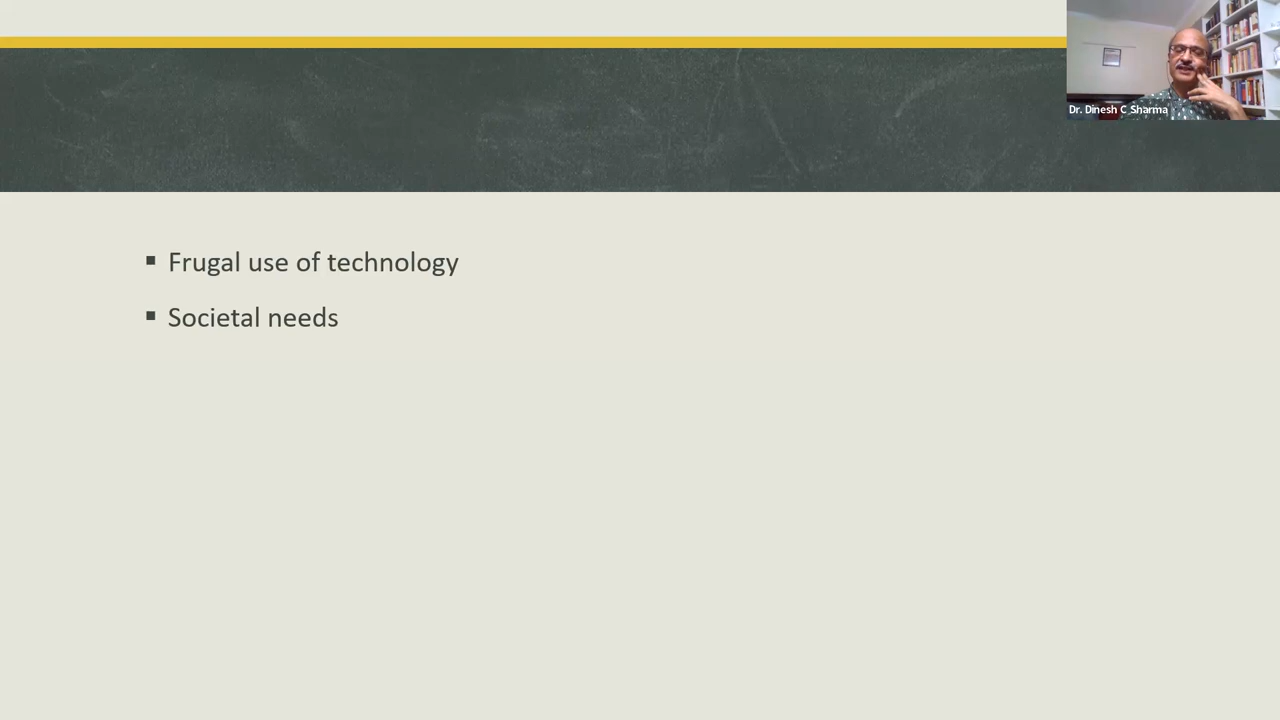 Dr. Dinesh C Sharma
▪ Frugal use of technology
▪ Societal needs